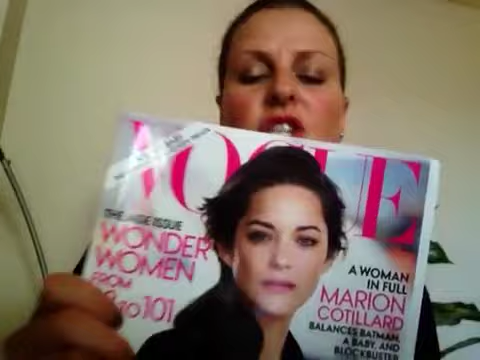 VOGUE
THE AGE ISSUE
WONDER
WOMEN
FROM
TO 101
A WOMAN
IN FULL
MARION
COTILLARD
BALANCES BATMAN,
A BABY, AND
BLOCKBUSTER